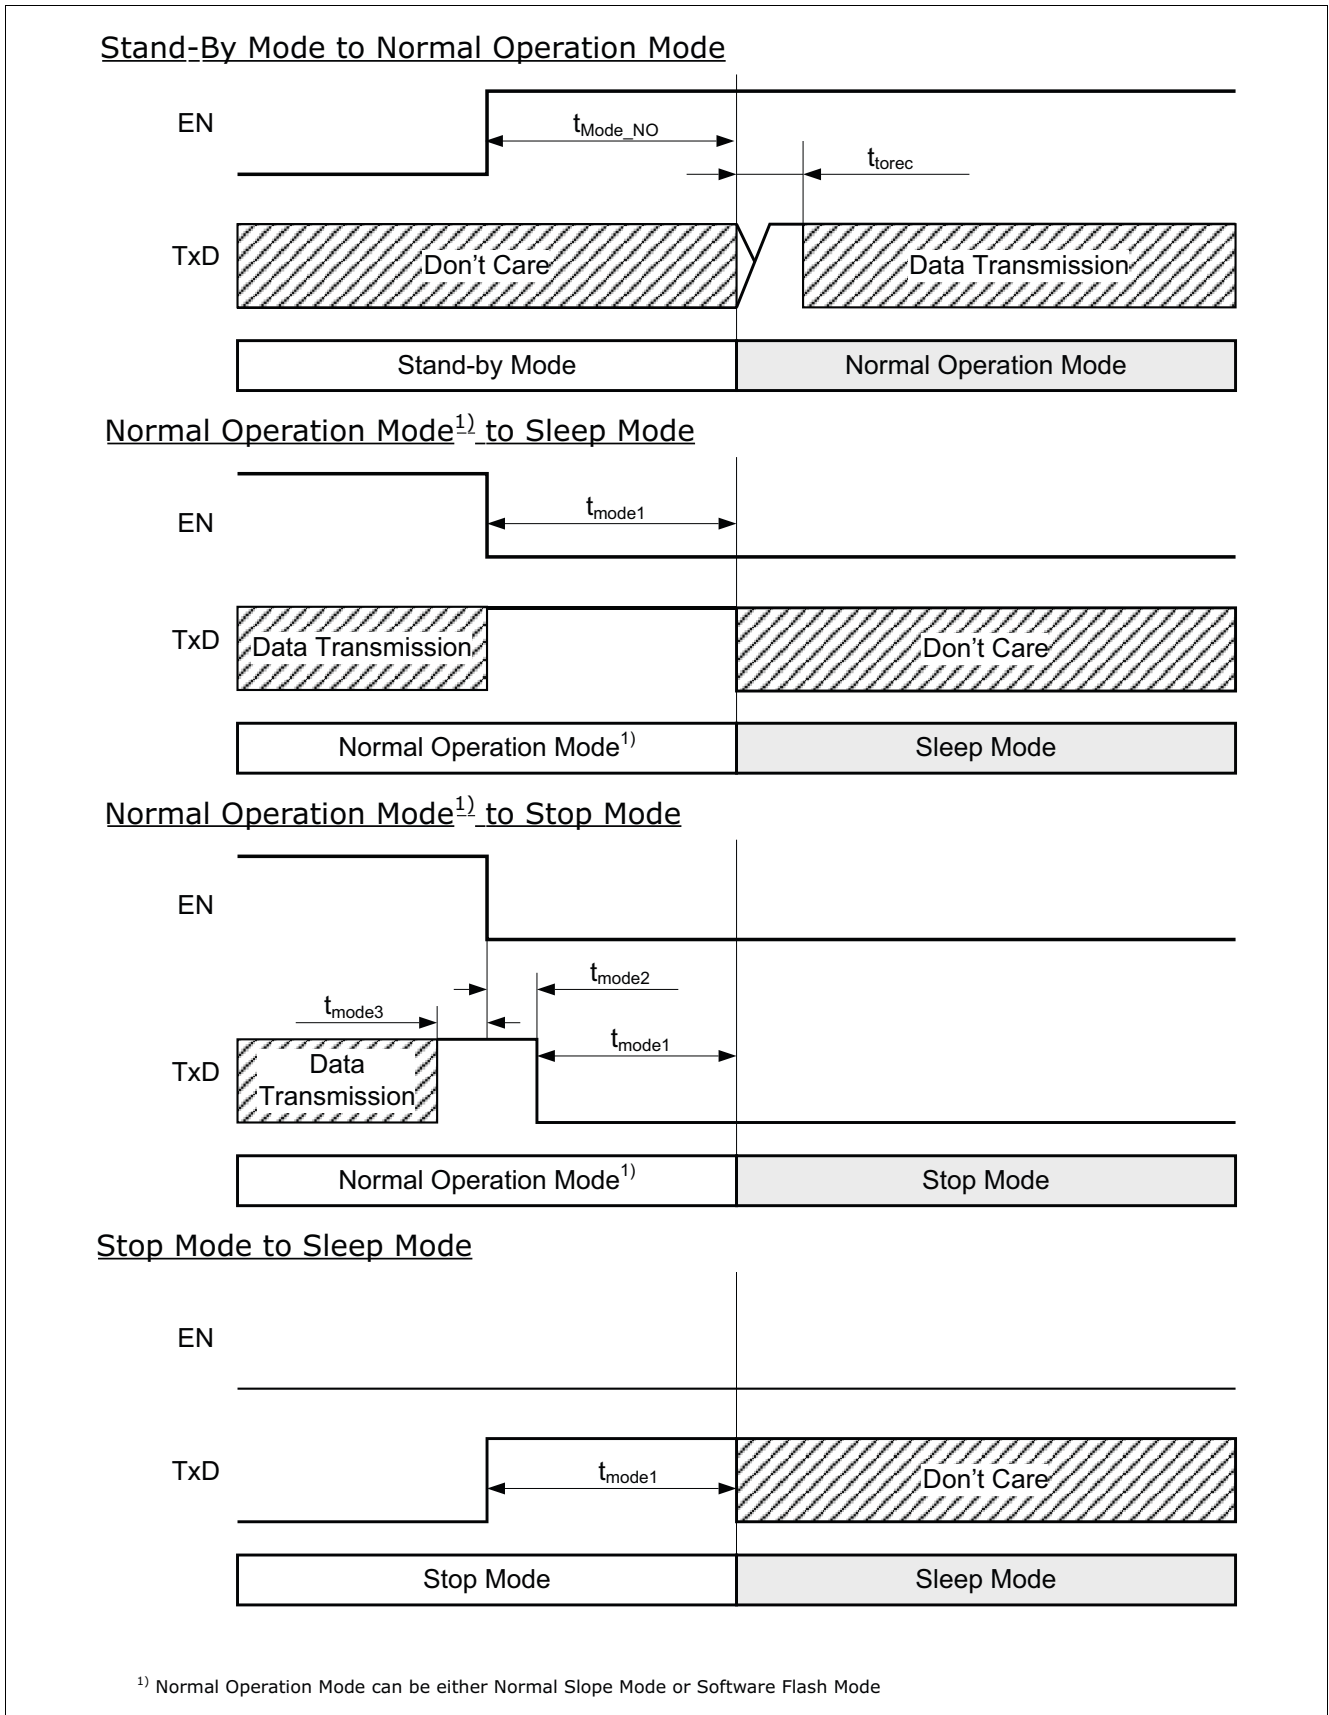 Stand-By Mode to Normal Operation Mode
EN
tMode_NO
ttorec
TxD
Don't Care
Data Transmission
Stand-by Mode
Normal Operation Mode
Normal Operation Mode1) to Sleep Mode
EN
tmode1
TxD
Data Transmission
Don't Care
Normal Operation Mode1)
Sleep Mode
Normal Operation Mode1) to Stop Mode
EN
tmode2
tmode3
tmode1
TxD
Data
Transmission
Normal Operation Mode1)
Stop Mode
Stop Mode to Sleep Mode
EN
TxD
tmode1
Don't Care
Stop Mode
Sleep Mode
1) Normal Operation Mode can be either Normal Slope Mode or Software Flash Mode